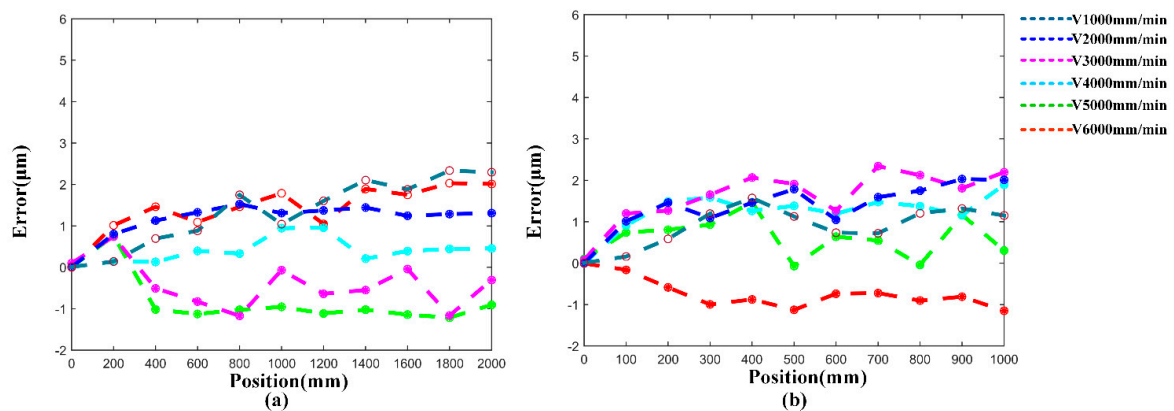 6
5
4
3
2
1
0
-1
-2
Error(μm)
0 200 400 600 800 1000 1200 1400 1600 1800 2000
Position(mm)
(a)
6
5
4
3
2
1
0
-1
-2
Error(μm)
0 100 200 300 400 500 600 700 800 900 1000
Position(mm)
(b)
V1000mm/min
V2000mm/min
V3000mm/min
V4000mm/min
V5000mm/min
V6000mm/min